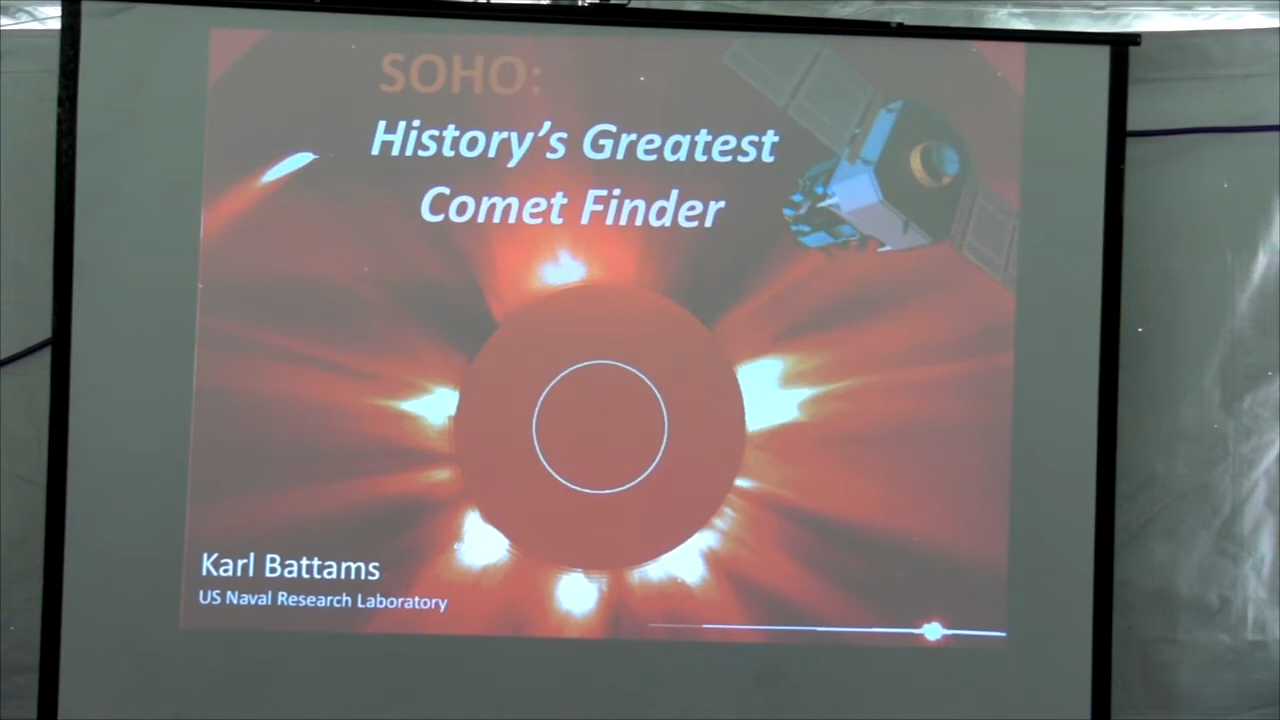 SOHO:
History's Greatest
Comet Finder
Karl Battams
US Naval Research Laboratory